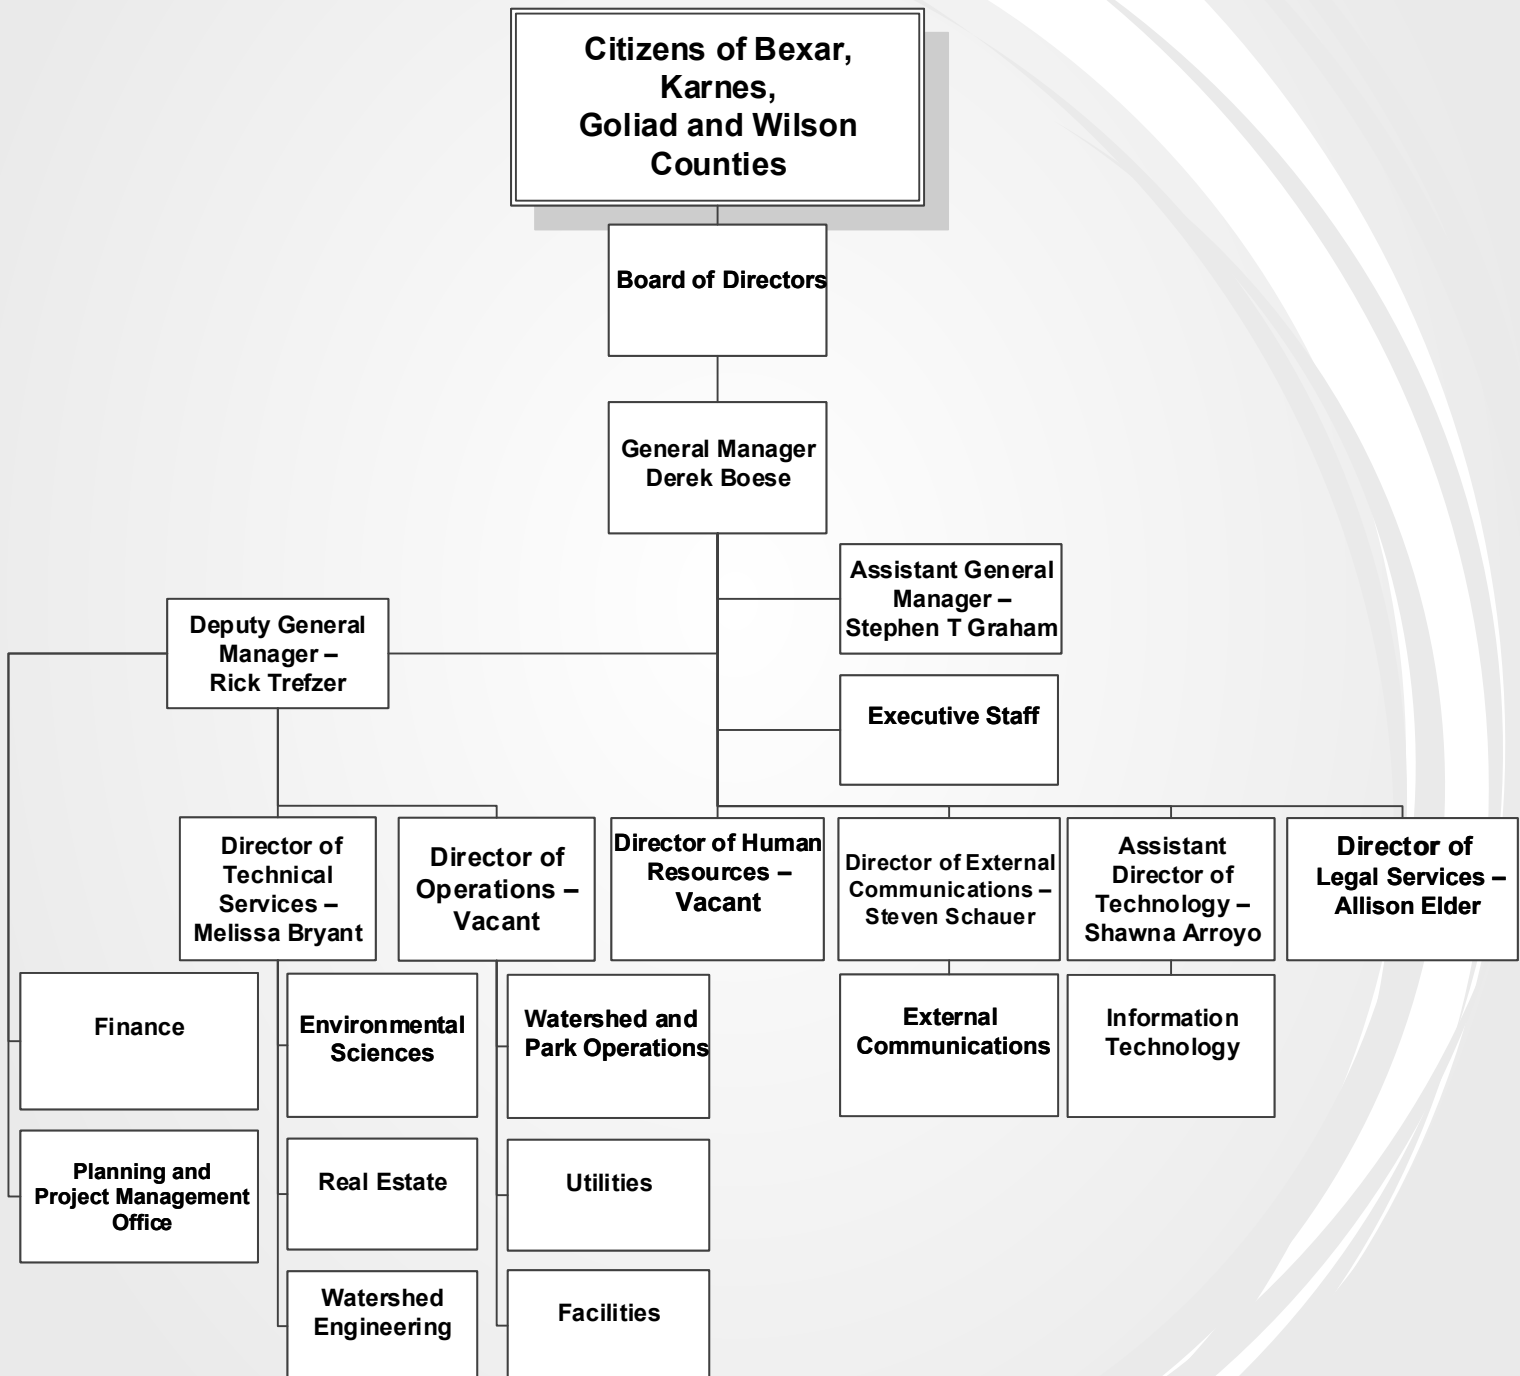 Citizens of Bexar,
Karnes,
Goliad and Wilson
Counties
Board of Directors
General Manager
Derek Boese
Assistant General
Manager –
Stephen T Graham
Deputy General
Manager –
Rick Trefzer
Executive Staff
Director of
Technical
Services –
Melissa Bryant
Director of
Operations –
Vacant
Director of Human
Resources –
Vacant
Director of External
Communications –
Steven Schauer
Assistant
Director of
Technology –
Shawna Arroyo
Director of
Legal Services –
Allison Elder
Finance
Environmental
Sciences
Watershed and
Park Operations
External
Communications
Information
Technology
Planning and
Project Management
Office
Real Estate
Utilities
Watershed
Engineering
Facilities